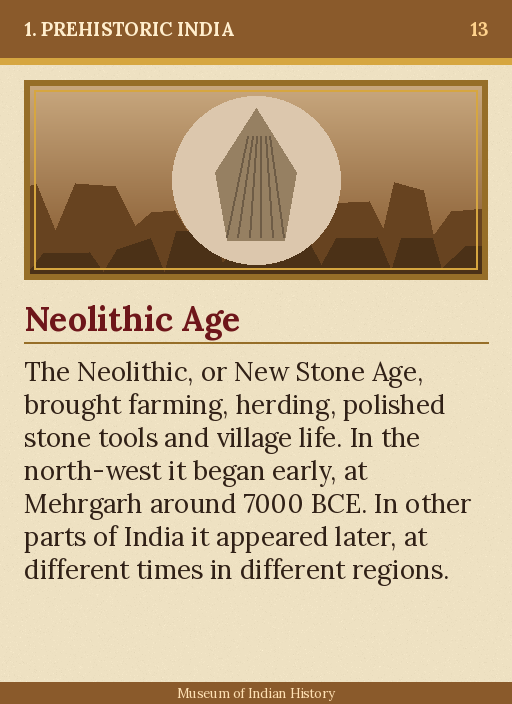 1. PREHISTORIC INDIA 13
Neolithic Age
The Neolithic, or New Stone Age,
brought farming, herding, polished
stone tools and village life. In the
north-west it began early, at
Mehrgarh around 7000 BCE. In other
parts of India it appeared later, at
different times in different regions.
Museum of Indian History